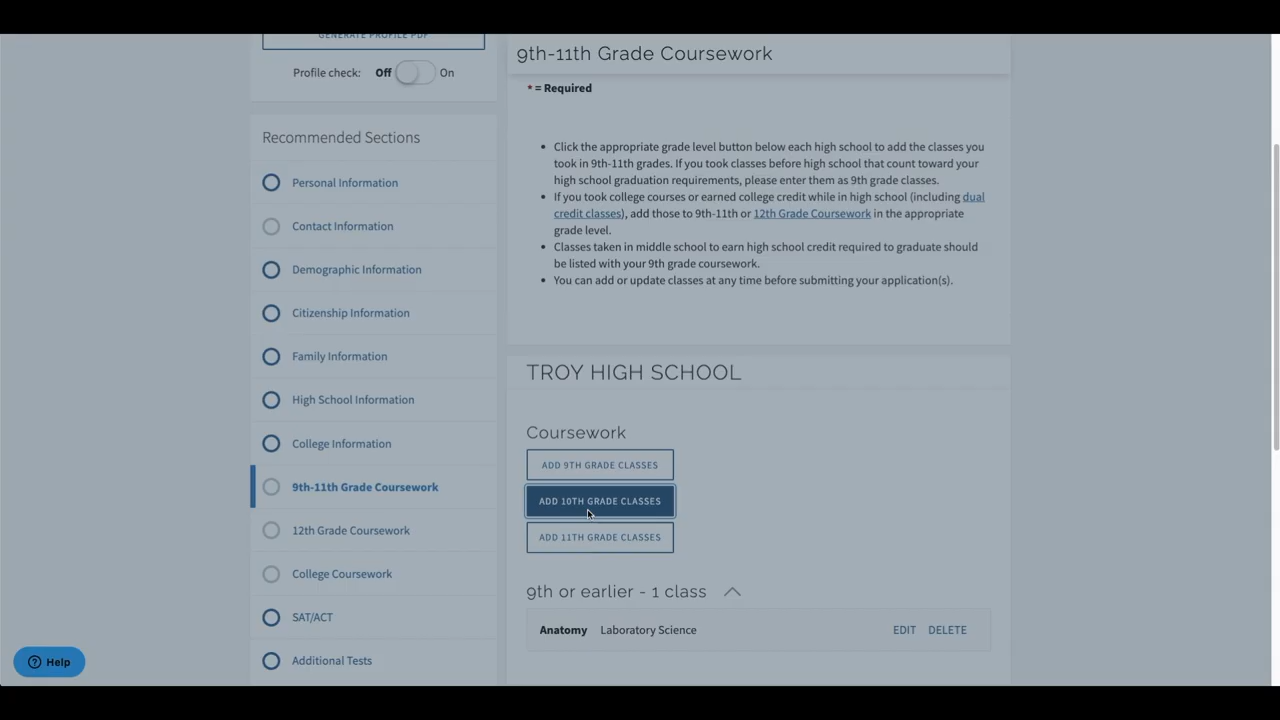 GENERATE PROFILE PDF
Profile check: Off On
Recommended Sections
Personal Information
Contact Information
Demographic Information
Citizenship Information
Family Information
High School Information
College Information
9th-11th Grade Coursework
12th Grade Coursework
College Coursework
SAT/ACT
Additional Tests
Help
9th-11th Grade Coursework
* = Required
• Click the appropriate grade level button below each high school to add the classes you
took in 9th-11th grades. If you took classes before high school that count toward your
high school graduation requirements, please enter them as 9th grade classes.
• If you took college courses or earned college credit while in high school (including dual
credit classes), add those to 9th-11th or 12th Grade Coursework in the appropriate
grade level.
• Classes taken in middle school to earn high school credit required to graduate should
be listed with your 9th grade coursework.
• You can add or update classes at any time before submitting your application(s).
TROY HIGH SCHOOL
Coursework
ADD 9TH GRADE CLASSES
ADD 10TH GRADE CLASSES
ADD 11TH GRADE CLASSES
9th or earlier - 1 class
Anatomy Laboratory Science EDIT DELETE